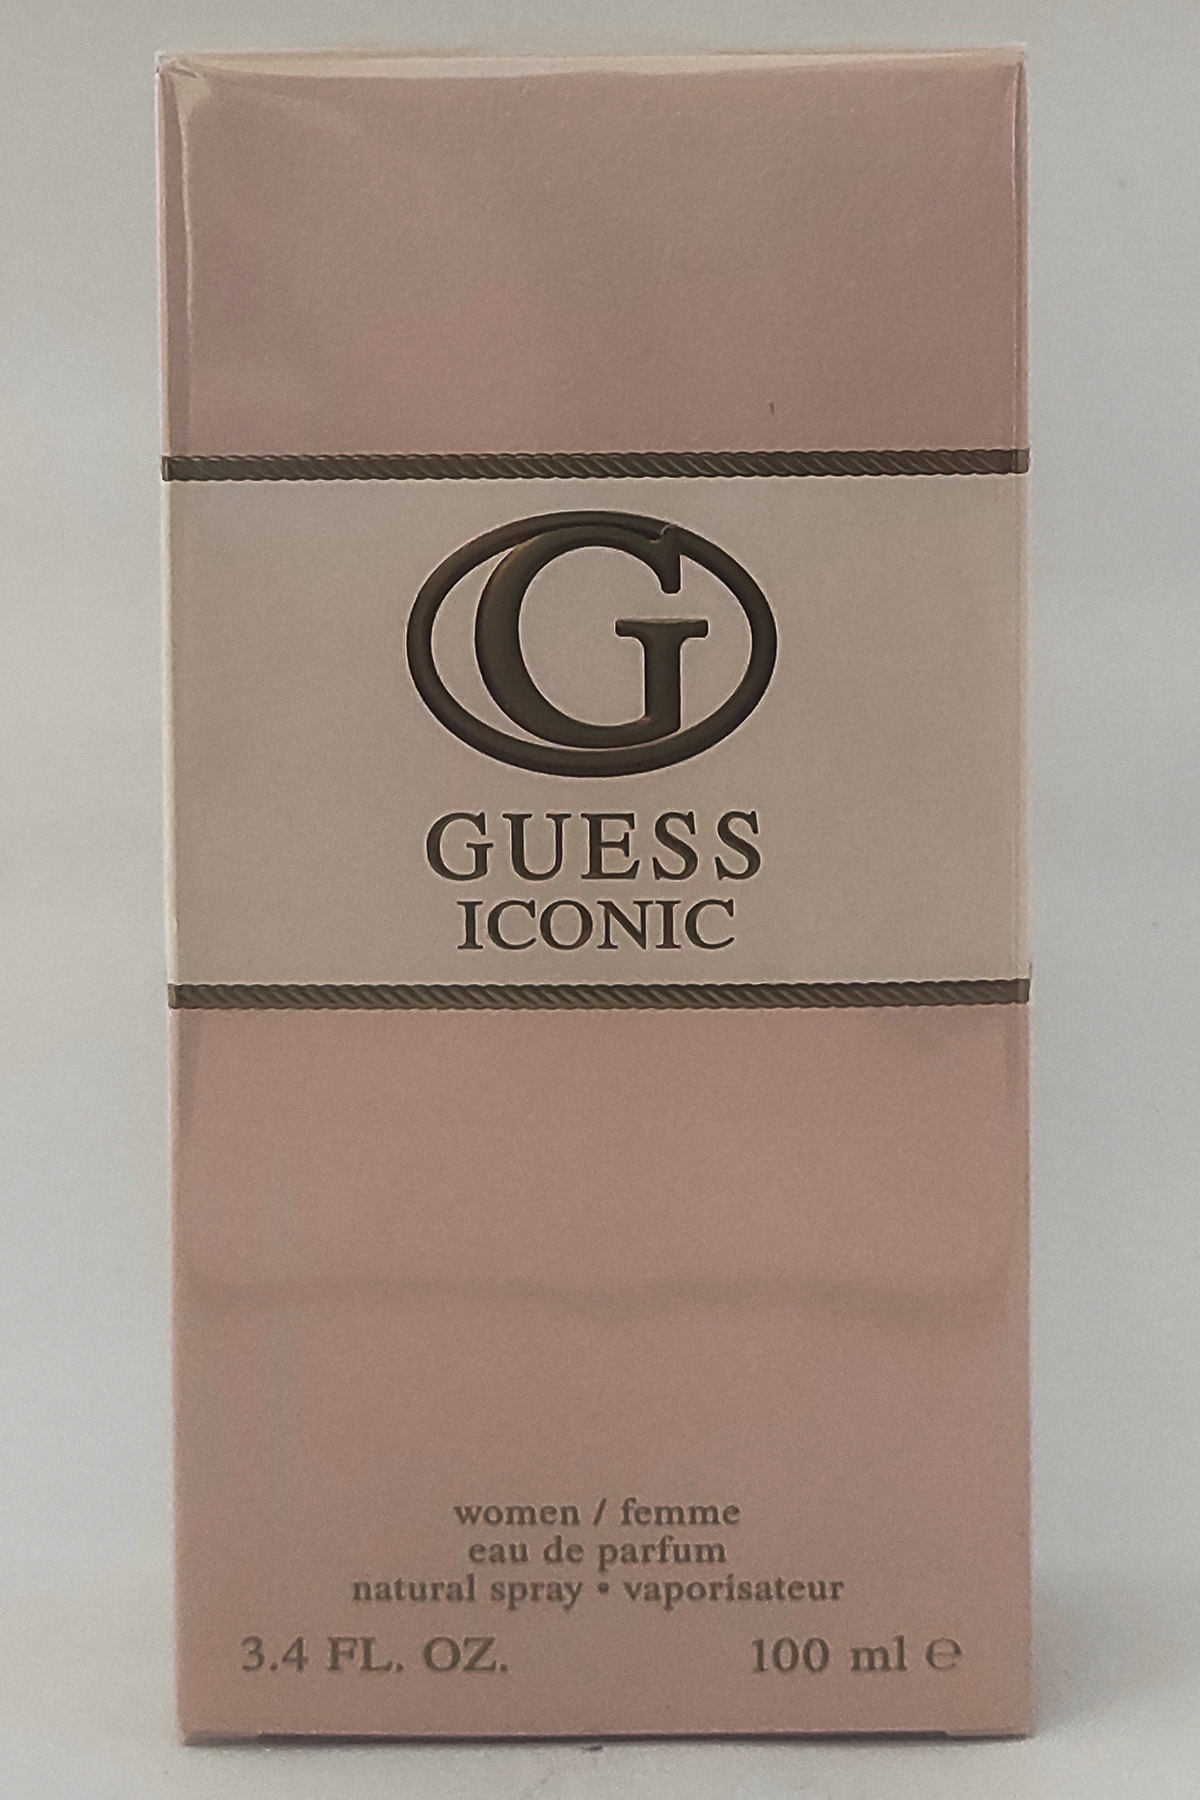 G
GUESS
ICONIC
women / femme
eau de parfum
natural spray • vaporisateur
3.4 FL. OZ. 100 ml ℮